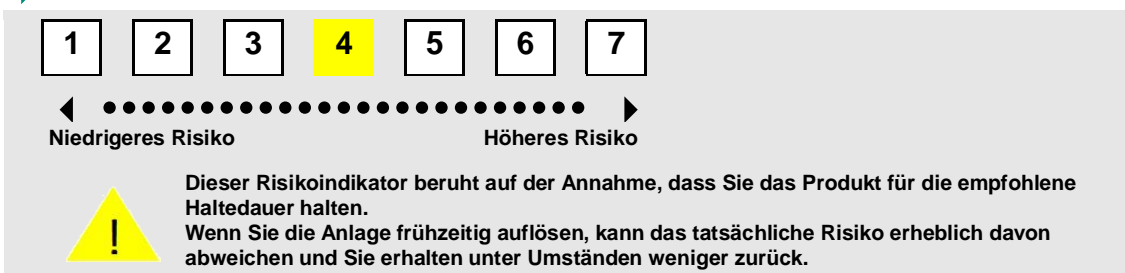 1 2 3 4 5 6 7
Niedrigeres Risiko Höheres Risiko
Dieser Risikoindikator beruht auf der Annahme, dass Sie das Produkt für die empfohlene
Haltedauer halten.
Wenn Sie die Anlage frühzeitig auflösen, kann das tatsächliche Risiko erheblich davon
abweichen und Sie erhalten unter Umständen weniger zurück.
!